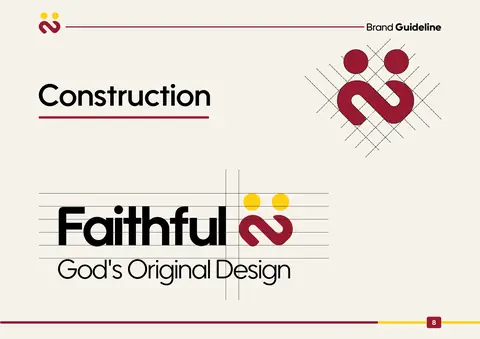 Brand Guideline
Construction
Faithful
God's Original Design
8